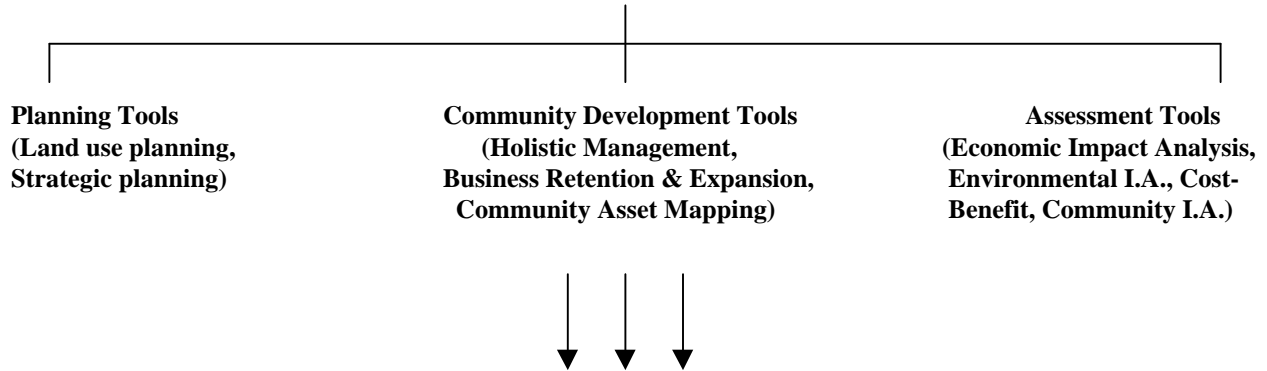 Planning Tools
(Land use planning,
Strategic planning)
Community Development Tools
(Holistic Management,
Business Retention & Expansion,
Community Asset Mapping)
Assessment Tools
(Economic Impact Analysis,
Environmental I.A., Cost-
Benefit, Community I.A.)